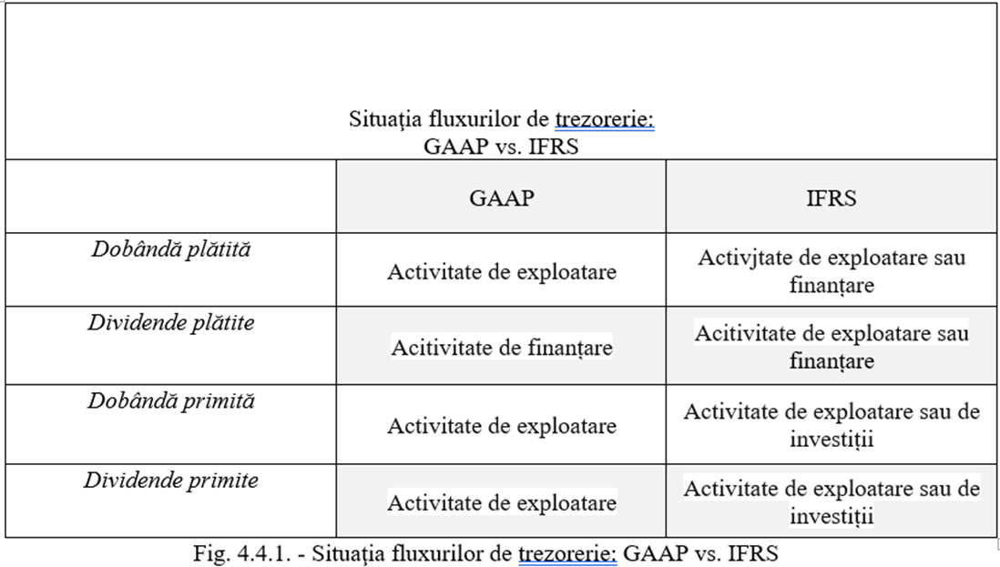 Situaţia fluxurilor de trezorerie:
GAAP vs. IFRS
GAAP
IFRS
Dobândă plătită
Activitate de exploatare
Activjtate de exploatare sau
finanțare
Dividende plătite
Acitivitate de finanțare
Acitivitate de exploatare sau
finanțare
Dobândă primită
Activitate de exploatare
Activitate de exploatare sau de
investiții
Dividende primite
Activitate de exploatare
Activitate de exploatare sau de
investiții
Fig. 4.4.1. - Situaţia fluxurilor de trezorerie: GAAP vs. IFRS